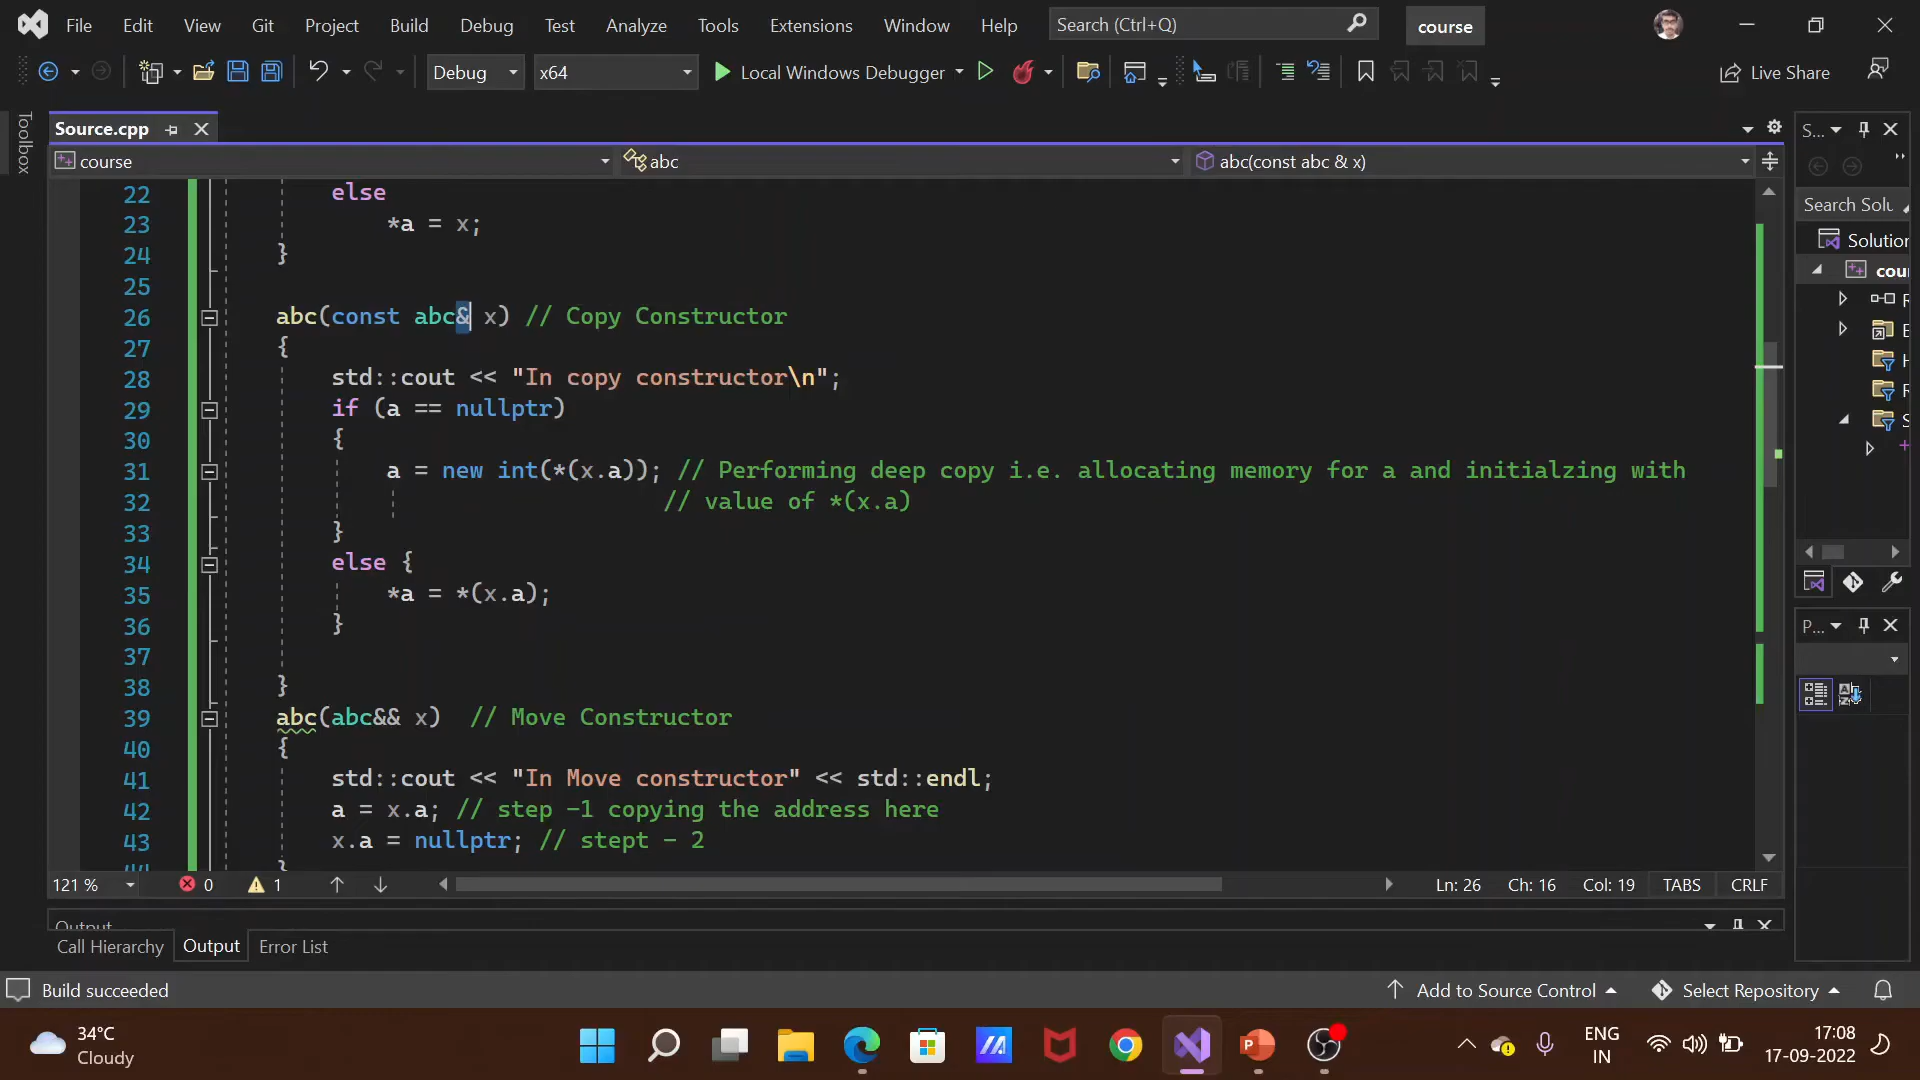 File Edit View Git Project Build Debug Test Analyze Tools Extensions Window Help Search (Ctrl+Q) course
Debug x64 Local Windows Debugger Live Share
Toolbox
Source.cpp
S...
course abc abc(const abc & x)
Search Solu
Solution
cou
22 else
23 *a = x;
24 }
25
26 abc(const abc& x) // Copy Constructor
27 {
28 std::cout << "In copy constructor\n";
29 if (a == nullptr)
30 {
31 a = new int(*(x.a)); // Performing deep copy i.e. allocating memory for a and initialzing with
32 // value of *(x.a)
33 }
34 else {
35 *a = *(x.a);
36 }
37
38 }
39 abc(abc&& x) // Move Constructor
40 {
41 std::cout << "In Move constructor" << std::endl;
42 a = x.a; // step -1 copying the address here
43 x.a = nullptr; // stept - 2
44 }
P...
121 % 0 1 Ln: 26 Ch: 16 Col: 19 TABS CRLF
Output
Call Hierarchy Output Error List
Build succeeded Add to Source Control Select Repository
34°C
Cloudy
ENG
IN
17:08
17-09-2022